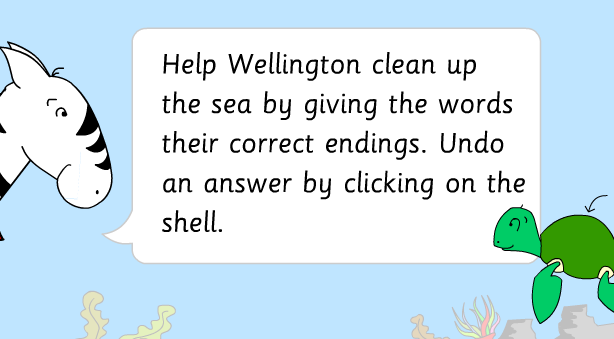 Help Wellington clean up
the sea by giving the words
their correct endings. Undo
an answer by clicking on the
shell.